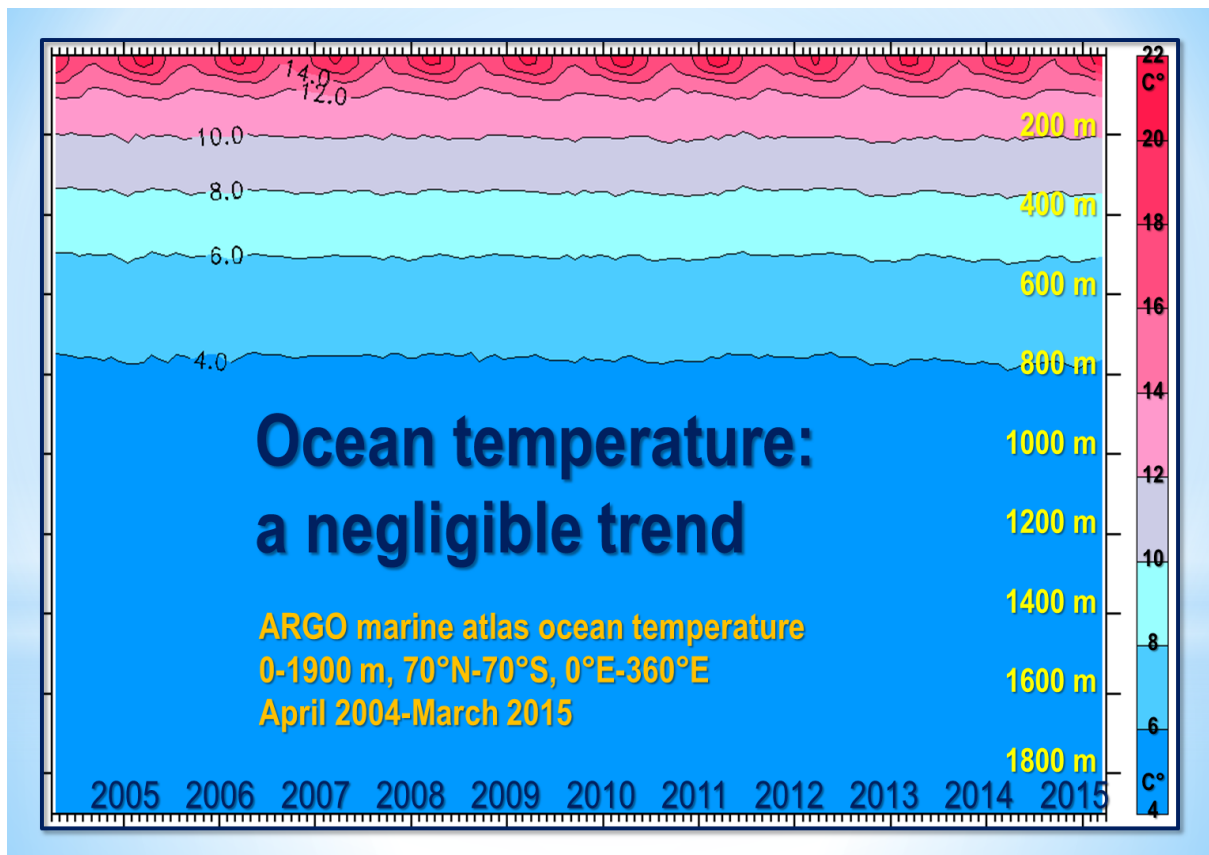 22
C°
14.0
12.0
200 m
20
10.0
8.0
400 m
18
6.0
600 m
16
4.0
800 m
14
Ocean temperature:
a negligible trend
1000 m
12
1200 m
10
ARGO marine atlas ocean temperature
0-1900 m, 70°N-70°S, 0°E-360°E
April 2004-March 2015
1400 m
8
1600 m
6
1800 m
C°
4
2005 2006 2007 2008 2009 2010 2011 2012 2013 2014 2015